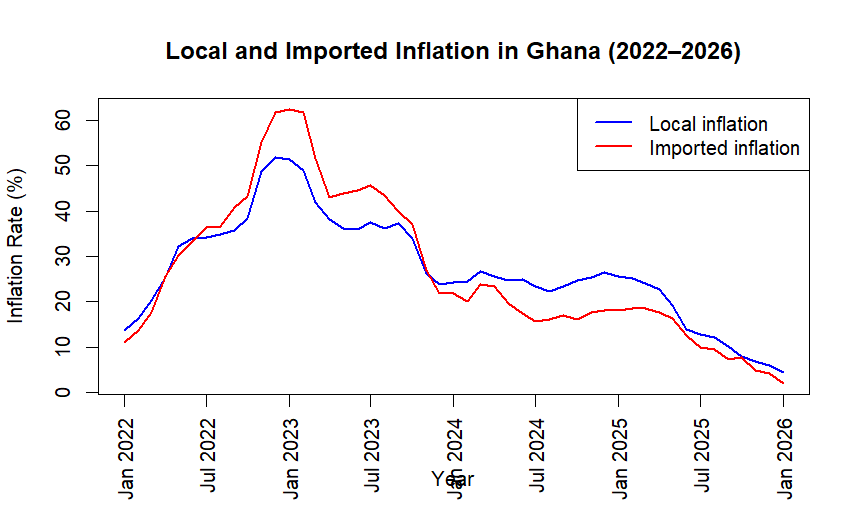 Local and Imported Inflation in Ghana (2022–2026)
Local inflation
Imported inflation
Inflation Rate (%)
60
50
40
30
20
10
0
Jan 2022
Jul 2022
Jan 2023
Jul 2023
Jan 2024
Jul 2024
Jan 2025
Jul 2025
Jan 2026
Year